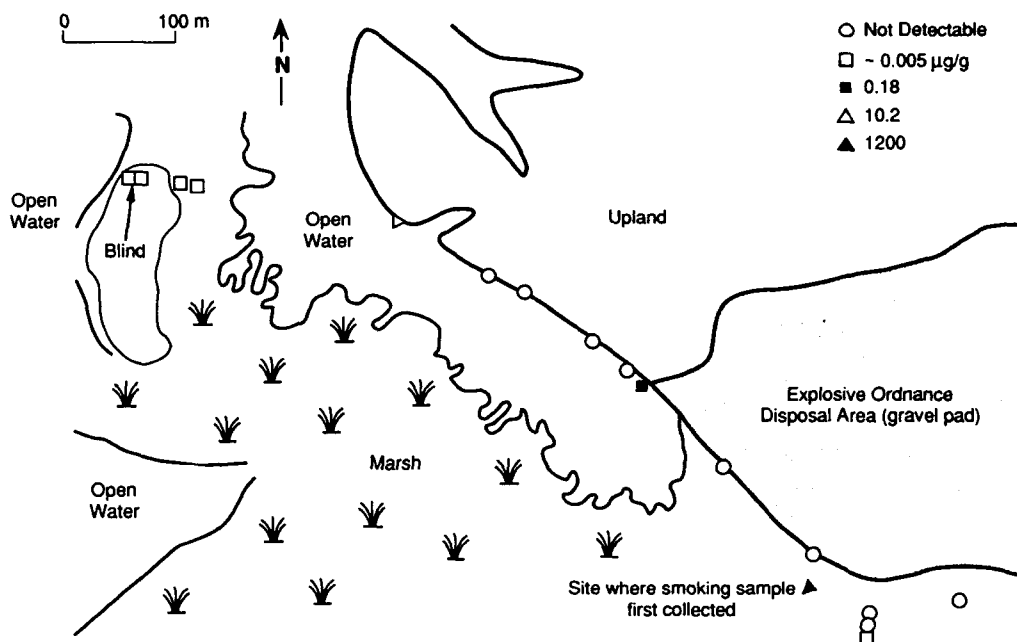 0 100 m
N
Not Detectable
~ 0.005 µg/g
0.18
10.2
1200
Open
Water
Blind
Open
Water
Upland
Explosive Ordnance
Disposal Area (gravel pad)
Marsh
Open
Water
Site where smoking sample
first collected